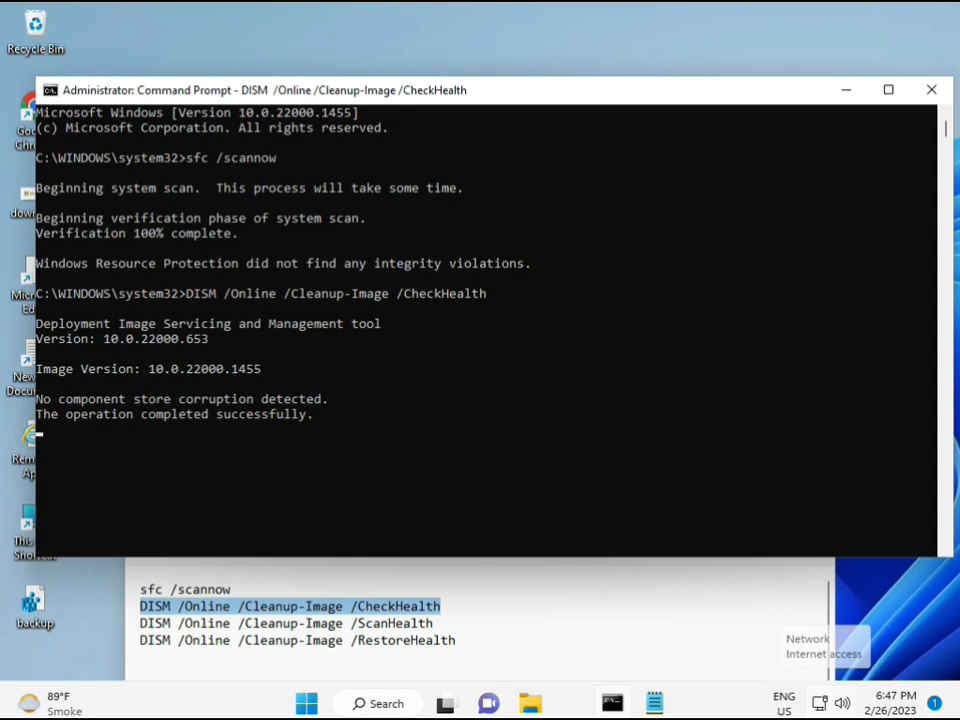 Recycle Bin
Administrator: Command Prompt - DISM /Online /Cleanup-Image /CheckHealth
Microsoft Windows [Version 10.0.22000.1455]
(c) Microsoft Corporation. All rights reserved.
C:\WINDOWS\system32>sfc /scannow
Beginning system scan.  This process will take some time.
Beginning verification phase of system scan.
Verification 100% complete.
Windows Resource Protection did not find any integrity violations.
C:\WINDOWS\system32>DISM /Online /Cleanup-Image /CheckHealth
Deployment Image Servicing and Management tool
Version: 10.0.22000.653
Image Version: 10.0.22000.1455
No component store corruption detected.
The operation completed successfully.
backup
sfc /scannow
DISM /Online /Cleanup-Image /CheckHealth
DISM /Online /Cleanup-Image /ScanHealth
DISM /Online /Cleanup-Image /RestoreHealth
Network
Internet access
89°F
Smoke
Search
ENG
US
6:47 PM
2/26/2023
1